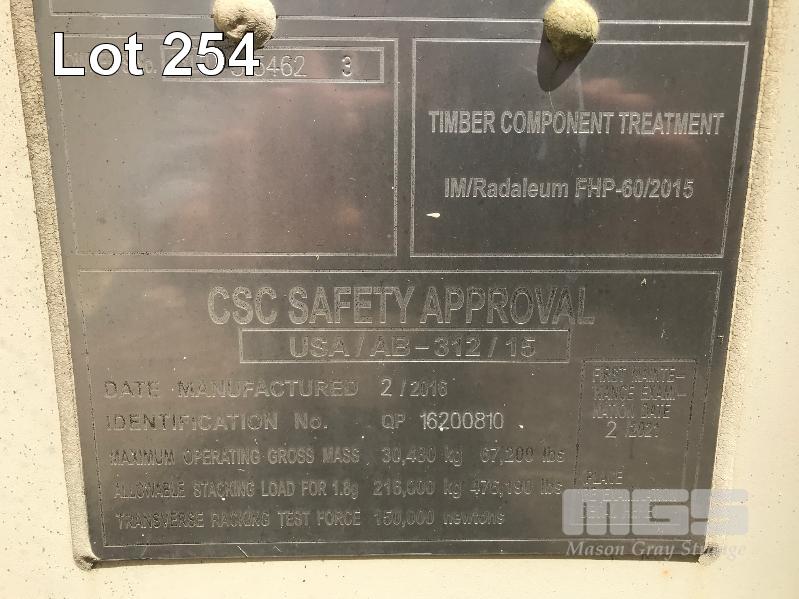 Lot 254
No. 3
TIMBER COMPONENT TREATMENT
IM/Radaleum FHP-60/2015
CSC SAFETY APPROVAL
USA / AB - 312 / 15
DATE MANUFACTURED 2 / 2016
IDENTIFICATION No. QP 16200810
MAXIMUM OPERATING GROSS MASS 30,480 kg 67,200 lbs
ALLOWABLE STACKING LOAD FOR 1.8g 216,000 kg 476,190 lbs
TRANSVERSE RACKING TEST FORCE 150,000 newtons
FIRST MAINTE-
NANCE EXAMI-
NATION DATE
2 / 2021
PLATE
MGS
Mason Gray Strange